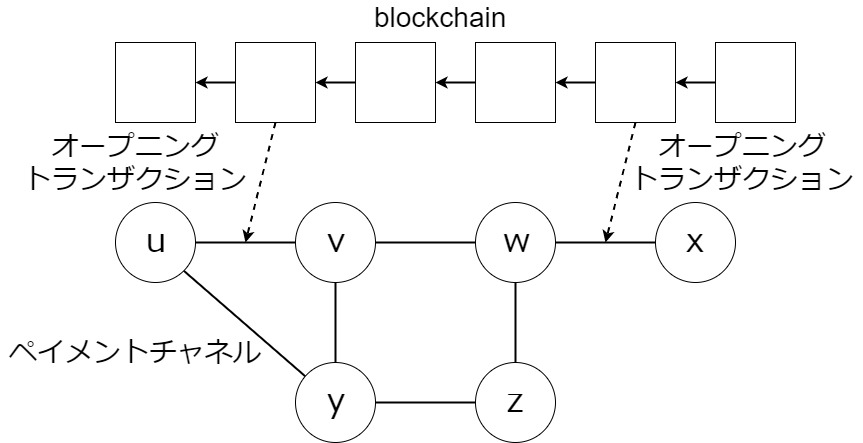 blockchain
オープニング
トランザクション
オープニング
トランザクション
u
v
w
x
ペイメントチャネル
y
z